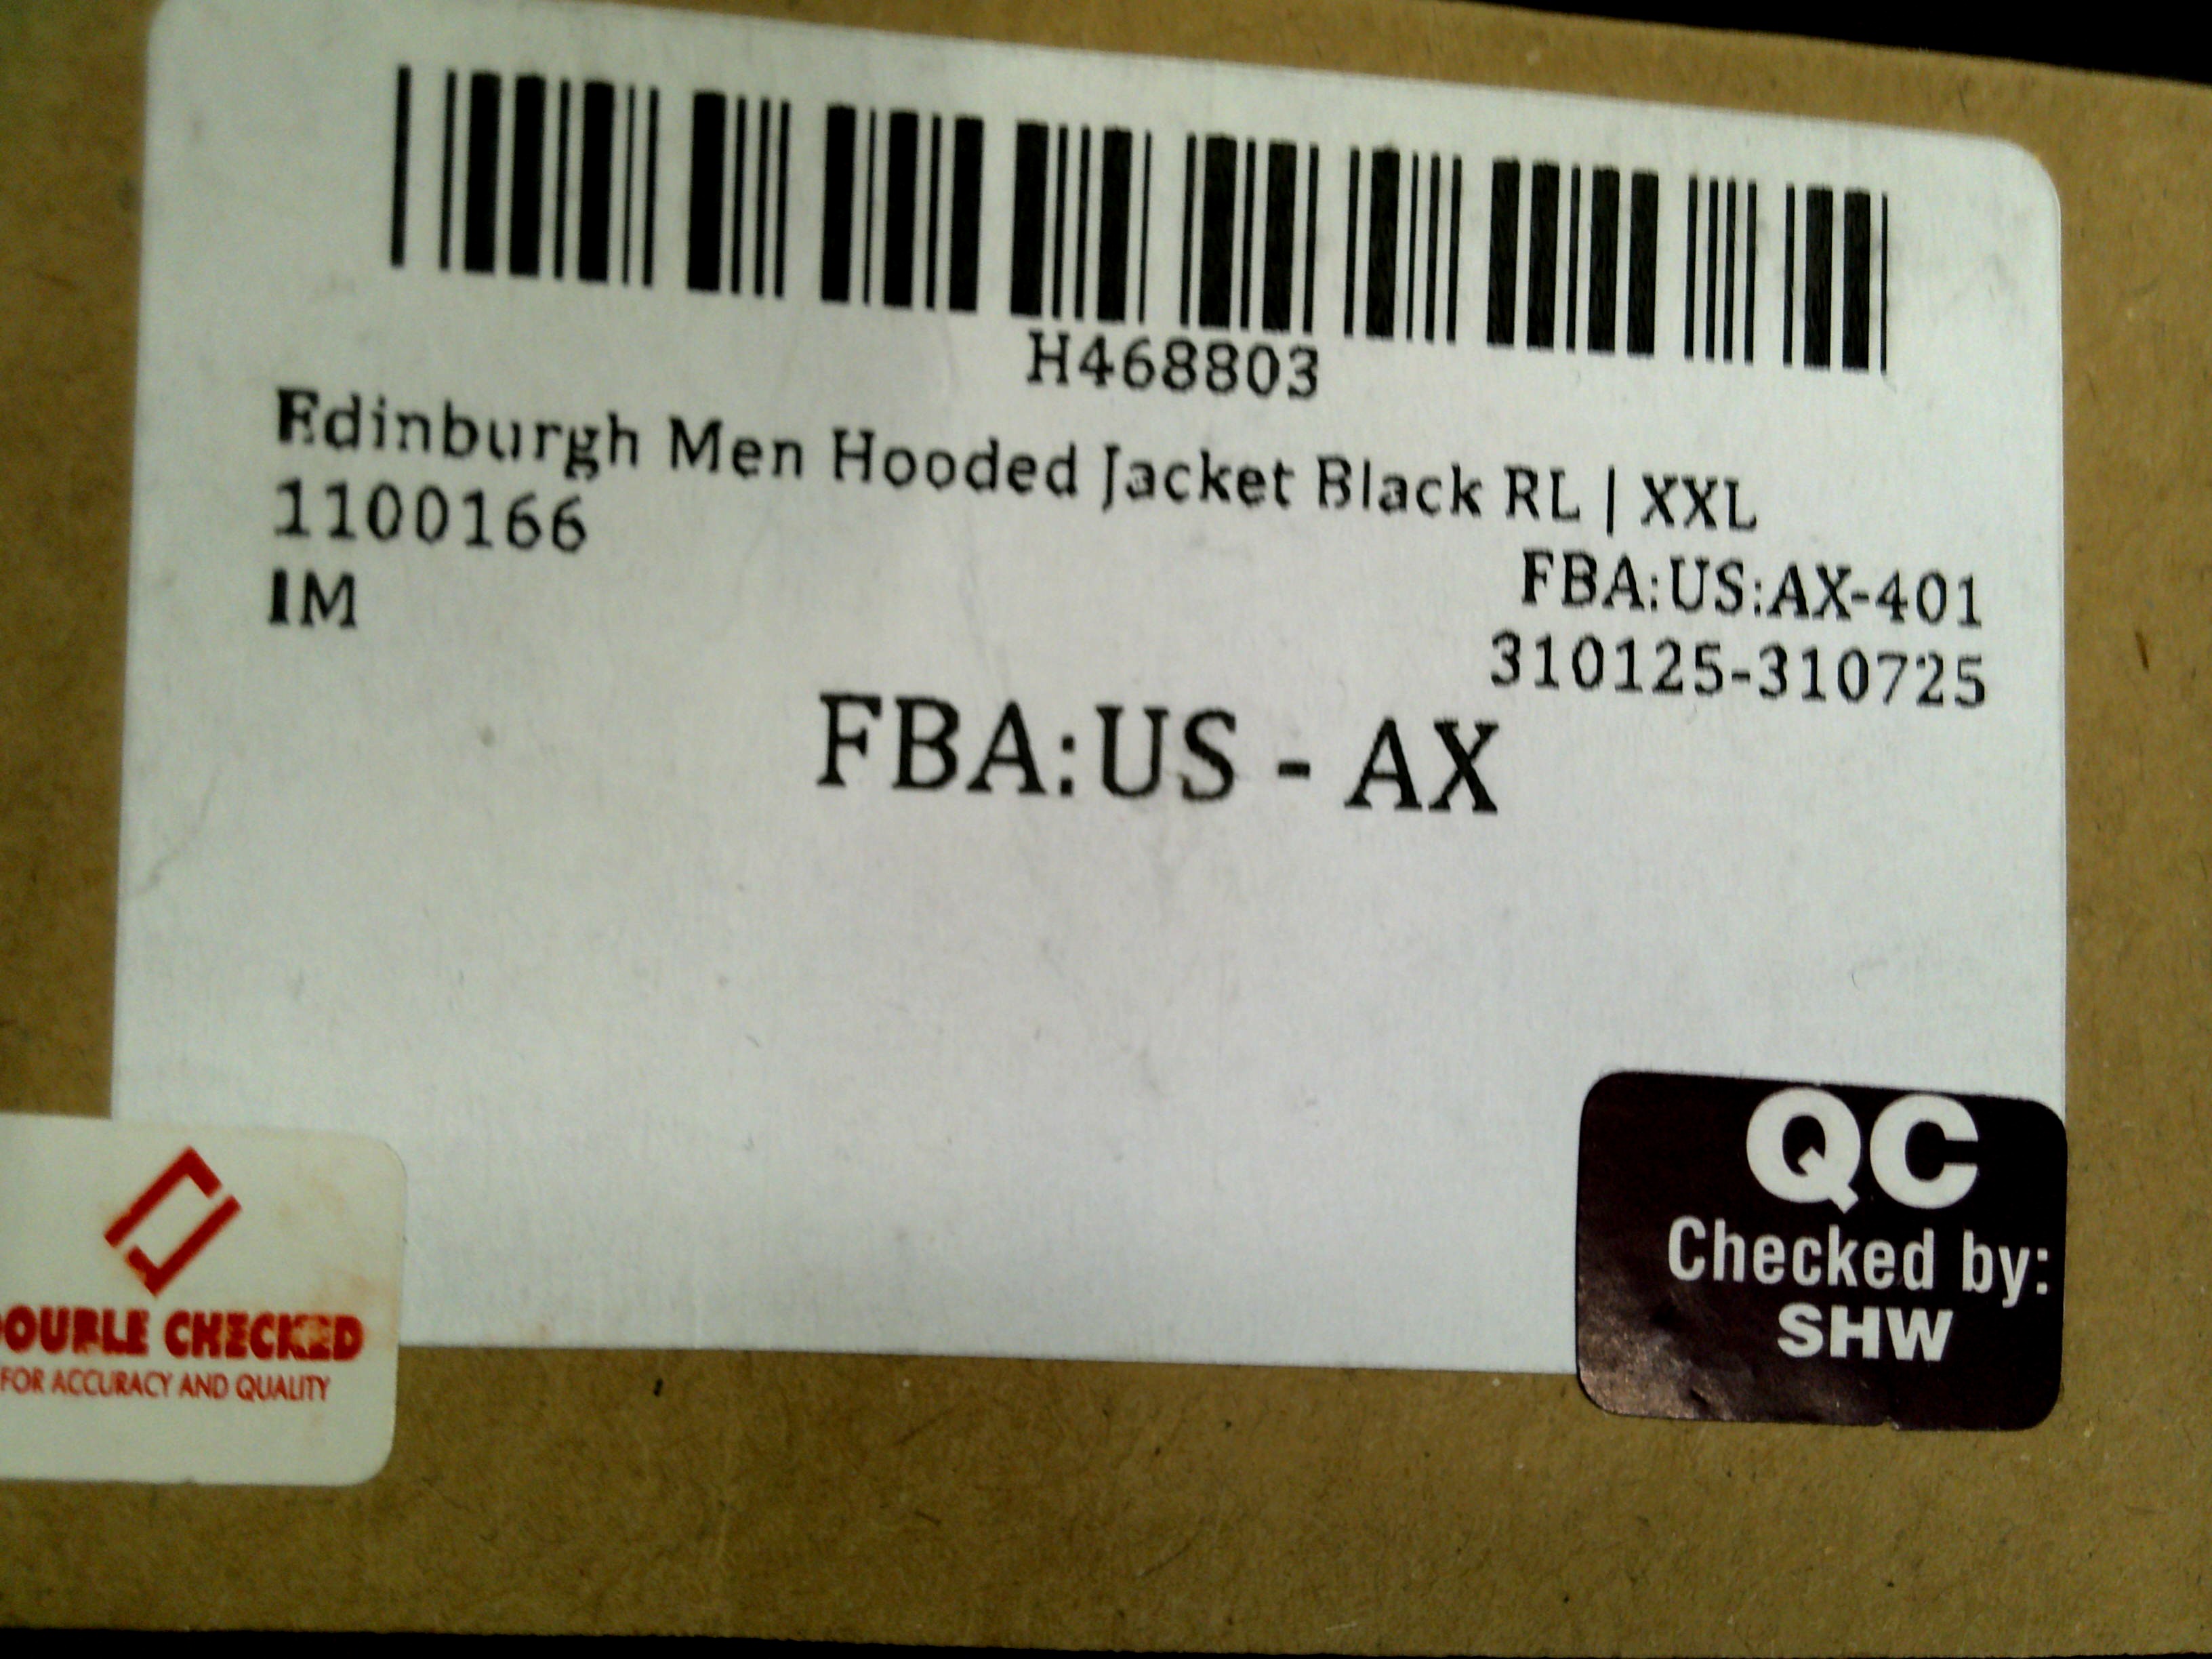 H468803
Edinburgh Men Hooded Jacket Black RL | XXL
1100166
FBA:US:AX-401
IM
310125-310725
FBA:US - AX
QC
Checked by:
SHW
OUBLE CHECKED
FOR ACCURACY AND QUALITY